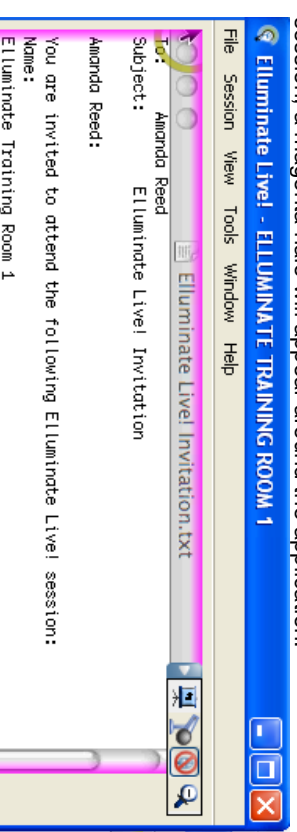 Elluminate Live! - ELLUMINATE TRAINING ROOM 1
File Session View Tools Window Help
Elluminate Live! Invitation.txt
To: Amanda Reed
Subject: Elluminate Live! Invitation
Amanda Reed:
You are invited to attend the following Elluminate Live! session:
Name:
Elluminate Training Room 1